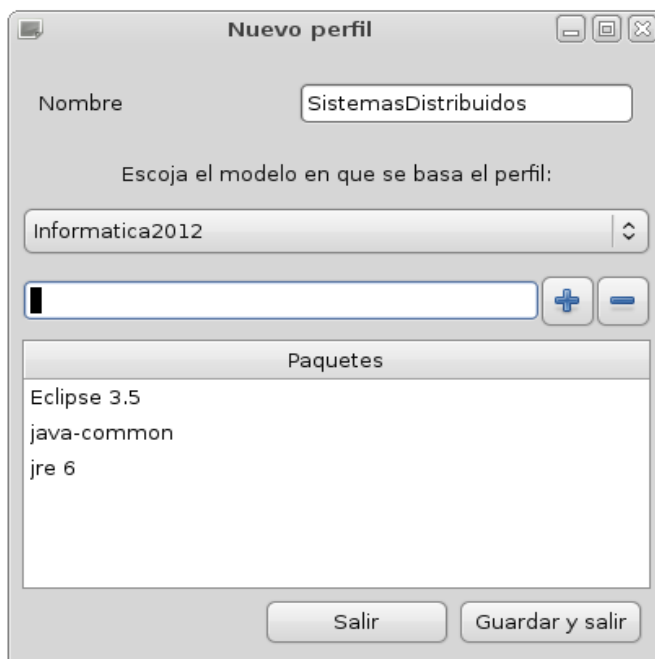 Nuevo perfil
Nombre
SistemasDistribuidos
Escoja el modelo en que se basa el perfil:
Informatica2012
Paquetes
Eclipse 3.5
java-common
jre 6
Salir
Guardar y salir